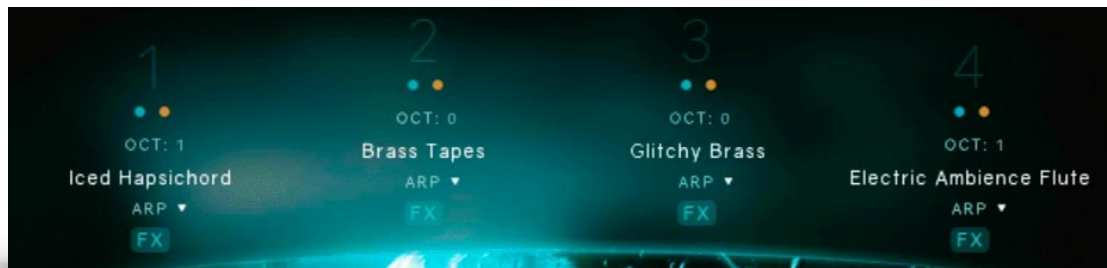 1
OCT: 1
Iced Hapsichord
ARP ▼
FX
2
OCT: 0
Brass Tapes
ARP ▼
FX
3
OCT: 0
Glitchy Brass
ARP ▼
FX
4
OCT: 1
Electric Ambience Flute
ARP ▼
FX